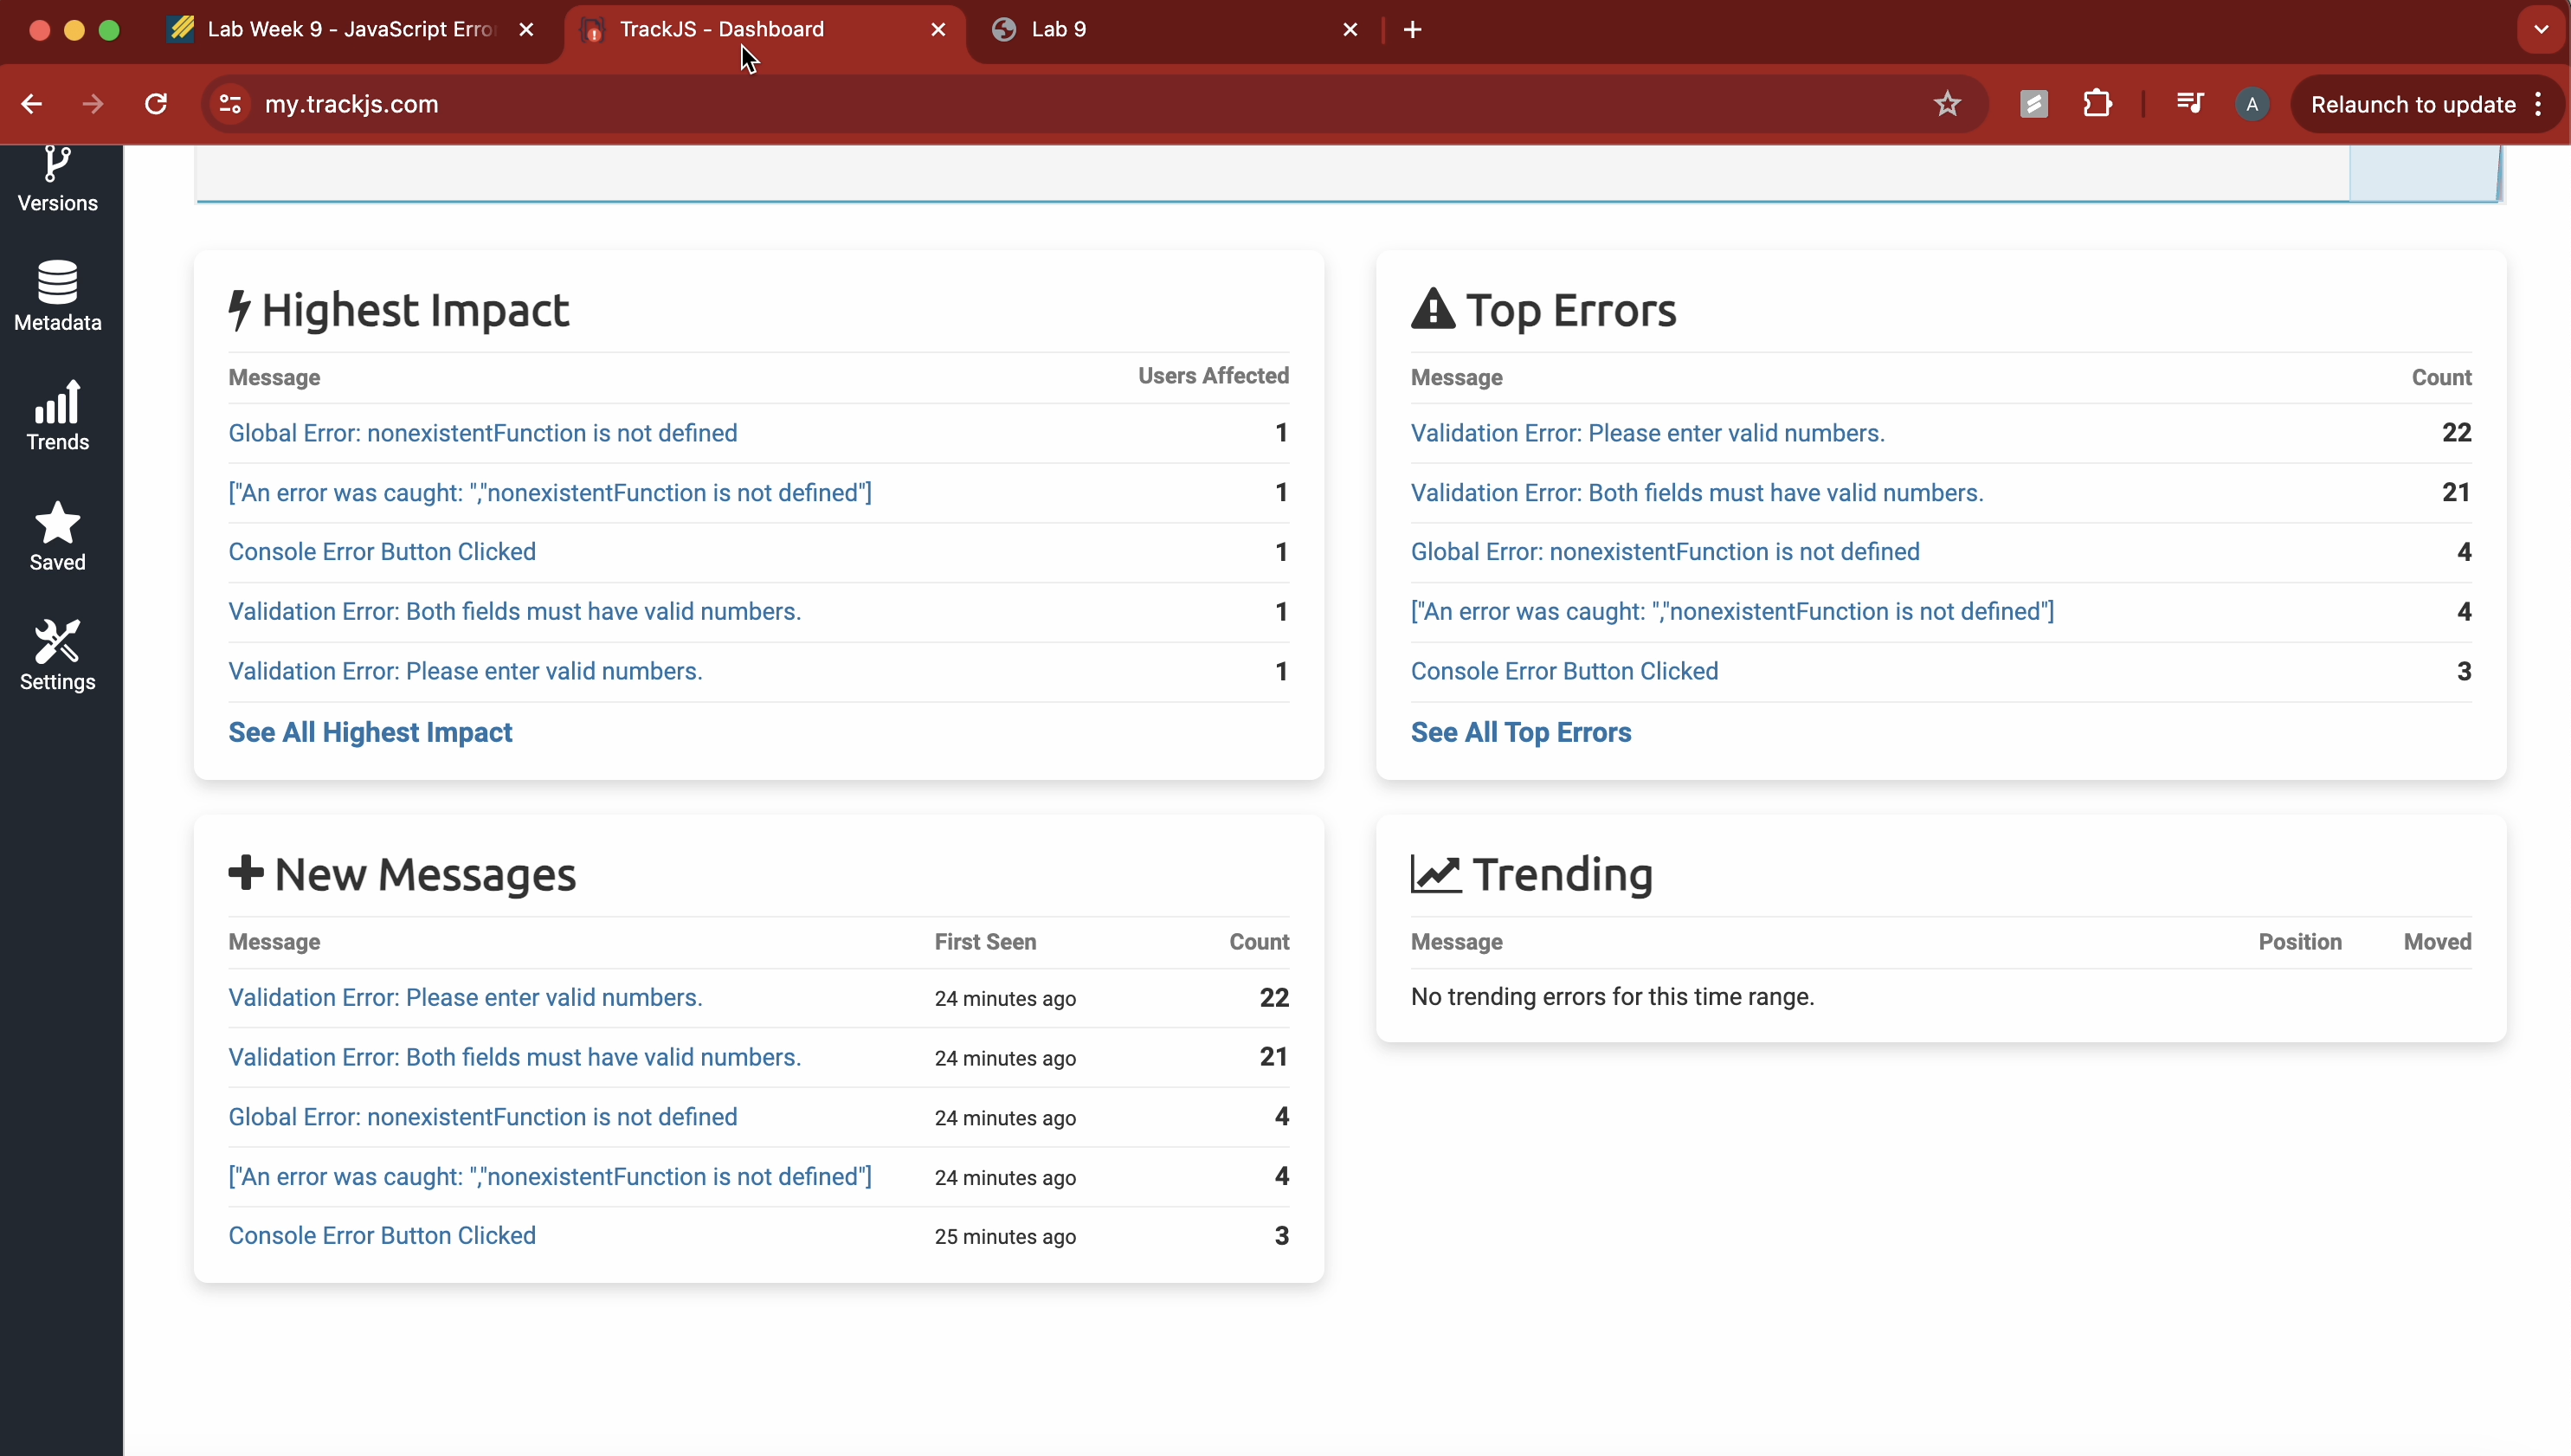 Lab Week 9 - JavaScript Erro
TrackJS - Dashboard
Lab 9
my.trackjs.com
A
Relaunch to update
Versions
Metadata
Trends
Saved
Settings
Highest Impact
Message Users Affected
Global Error: nonexistentFunction is not defined 1
["An error was caught: ","nonexistentFunction is not defined"] 1
Console Error Button Clicked 1
Validation Error: Both fields must have valid numbers. 1
Validation Error: Please enter valid numbers. 1
See All Highest Impact
Top Errors
Message Count
Validation Error: Please enter valid numbers. 22
Validation Error: Both fields must have valid numbers. 21
Global Error: nonexistentFunction is not defined 4
["An error was caught: ","nonexistentFunction is not defined"] 4
Console Error Button Clicked 3
See All Top Errors
New Messages
Message First Seen Count
Validation Error: Please enter valid numbers. 24 minutes ago 22
Validation Error: Both fields must have valid numbers. 24 minutes ago 21
Global Error: nonexistentFunction is not defined 24 minutes ago 4
["An error was caught: ","nonexistentFunction is not defined"] 24 minutes ago 4
Console Error Button Clicked 25 minutes ago 3
Trending
Message Position Moved
No trending errors for this time range.